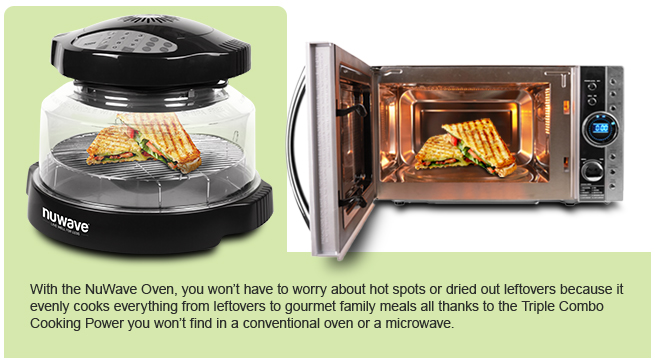 nuwave
0:00
With the NuWave Oven, you won't have to worry about hot spots or dried out leftovers because it
evenly cooks everything from leftovers to gourmet family meals all thanks to the Triple Combo
Cooking Power you won't find in a conventional oven or a microwave.